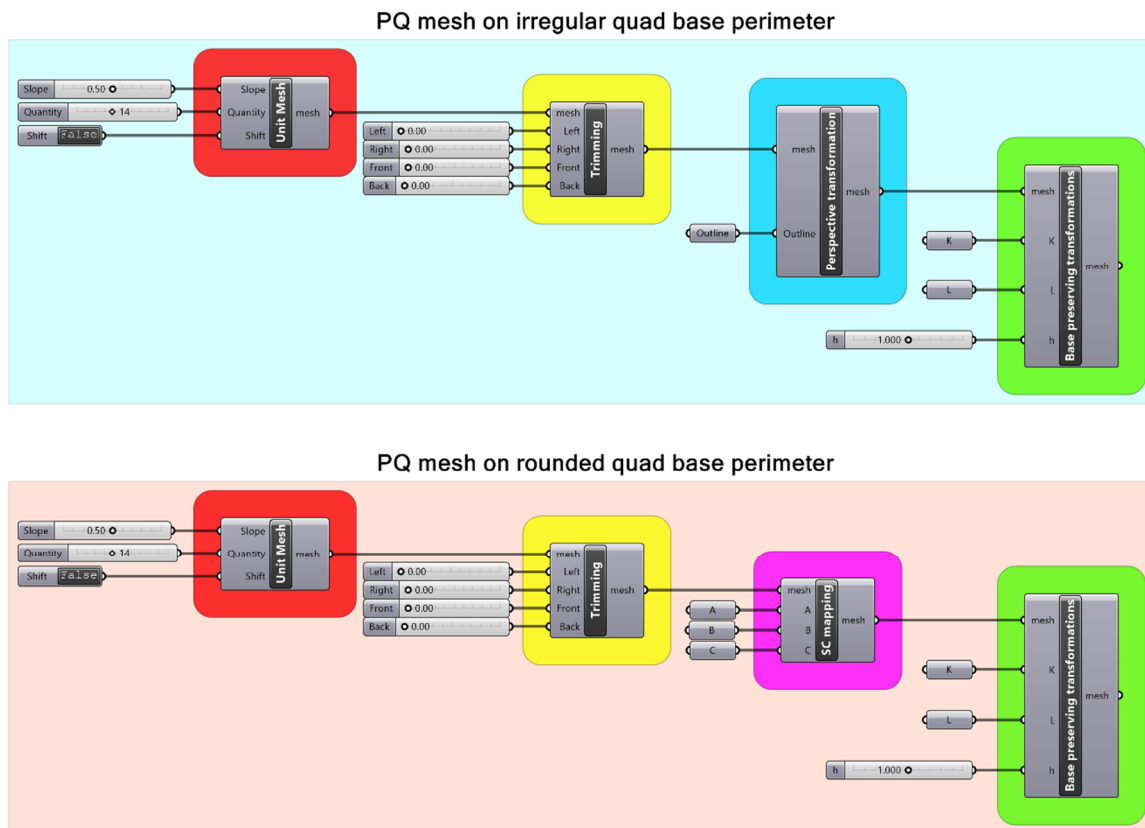 PQ mesh on irregular quad base perimeter
Slope 0.50
Quantity 14
Shift False
Slope
Quantity
Shift
Unit Mesh
mesh
Left 0.00
Right 0.00
Front 0.00
Back 0.00
mesh
Left
Right
Front
Back
Trimming
mesh
Outline
mesh
Outline
Perspective transformation
mesh
K
L
h 1.000
mesh
K
L
h
Base preserving transformations
mesh
PQ mesh on rounded quad base perimeter
Slope 0.50
Quantity 14
Shift False
Slope
Quantity
Shift
Unit Mesh
mesh
Left 0.00
Right 0.00
Front 0.00
Back 0.00
mesh
Left
Right
Front
Back
Trimming
mesh
A
B
C
mesh
A
B
C
SC mapping
mesh
K
L
h 1.000
mesh
K
L
h
Base preserving transformations
mesh